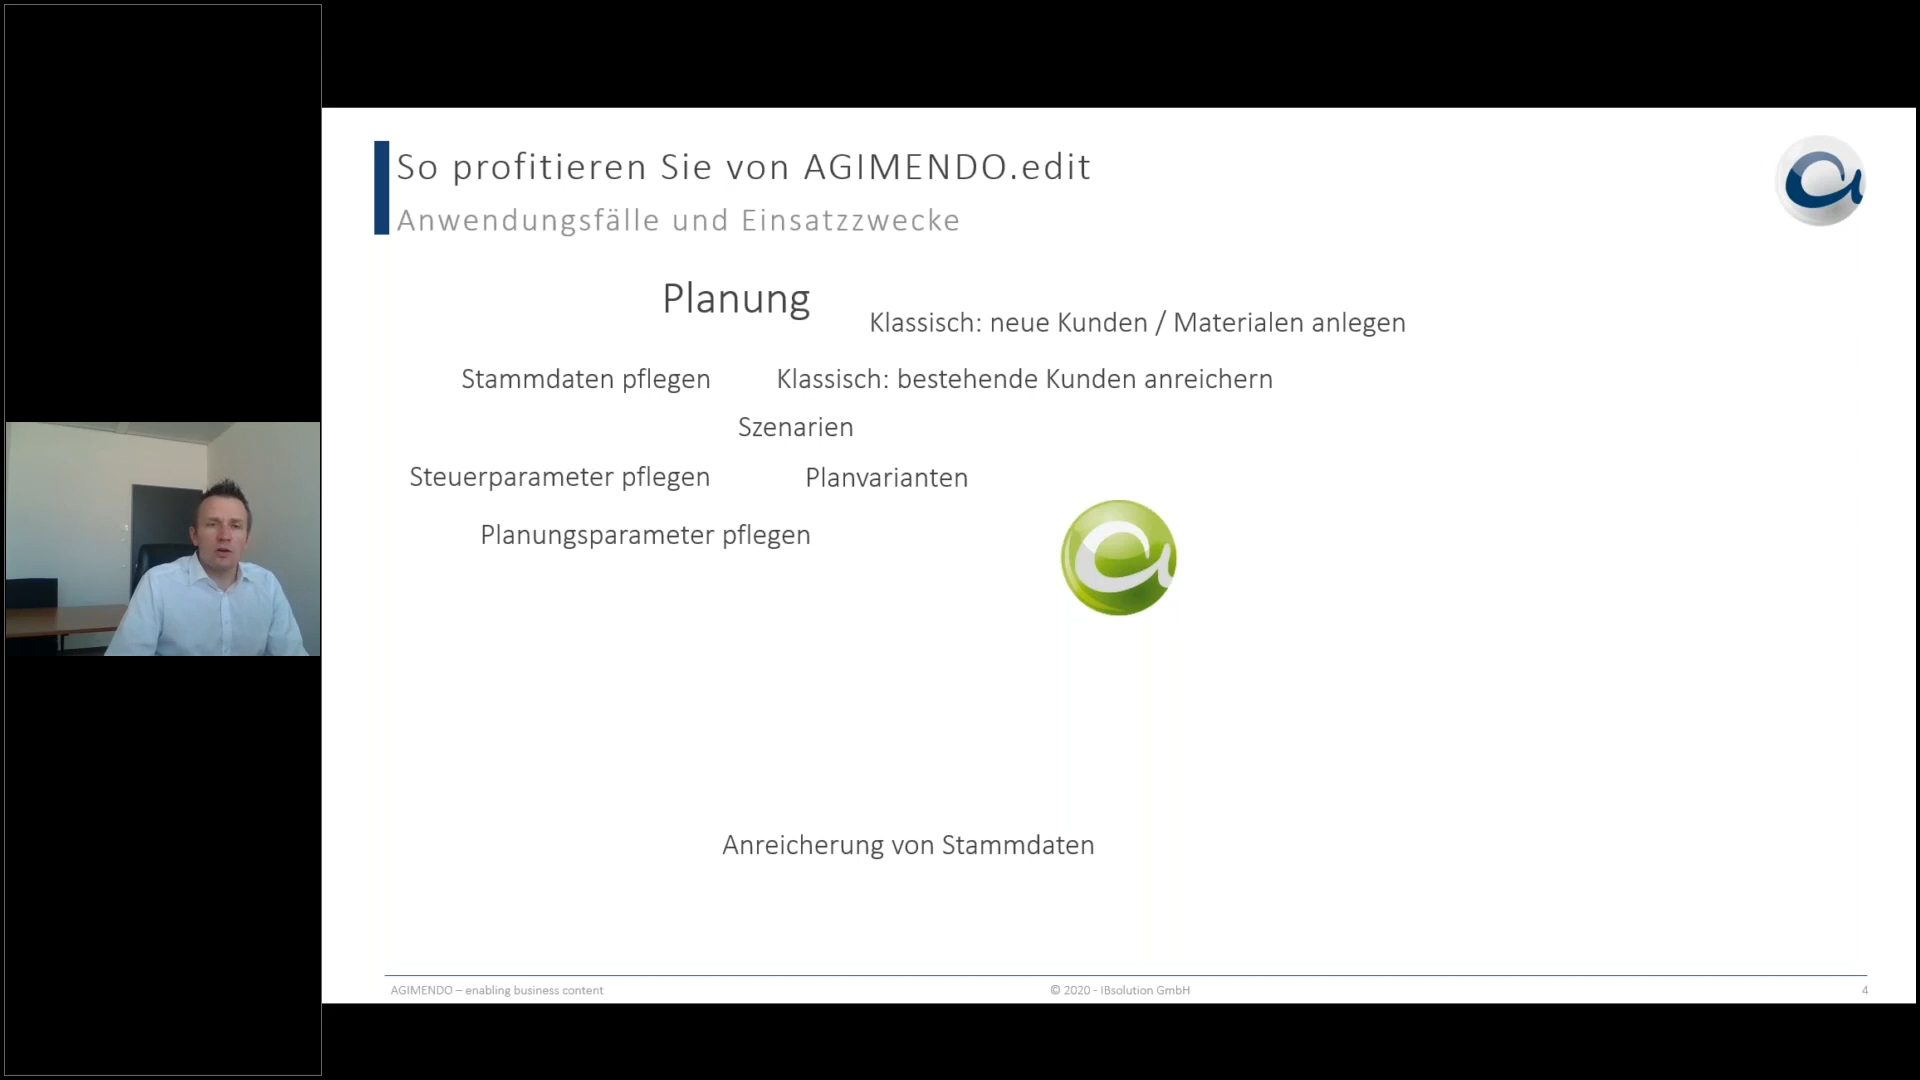 So profitieren Sie von AGIMENDO.edit
Anwendungsfälle und Einsatzzwecke
Planung
Klassisch: neue Kunden / Materialen anlegen
Stammdaten pflegen
Klassisch: bestehende Kunden anreichern
Szenarien
Steuerparameter pflegen
Planvarianten
Planungsparameter pflegen
Anreicherung von Stammdaten
AGIMENDO – enabling business content
© 2020 - IBsolution GmbH
4